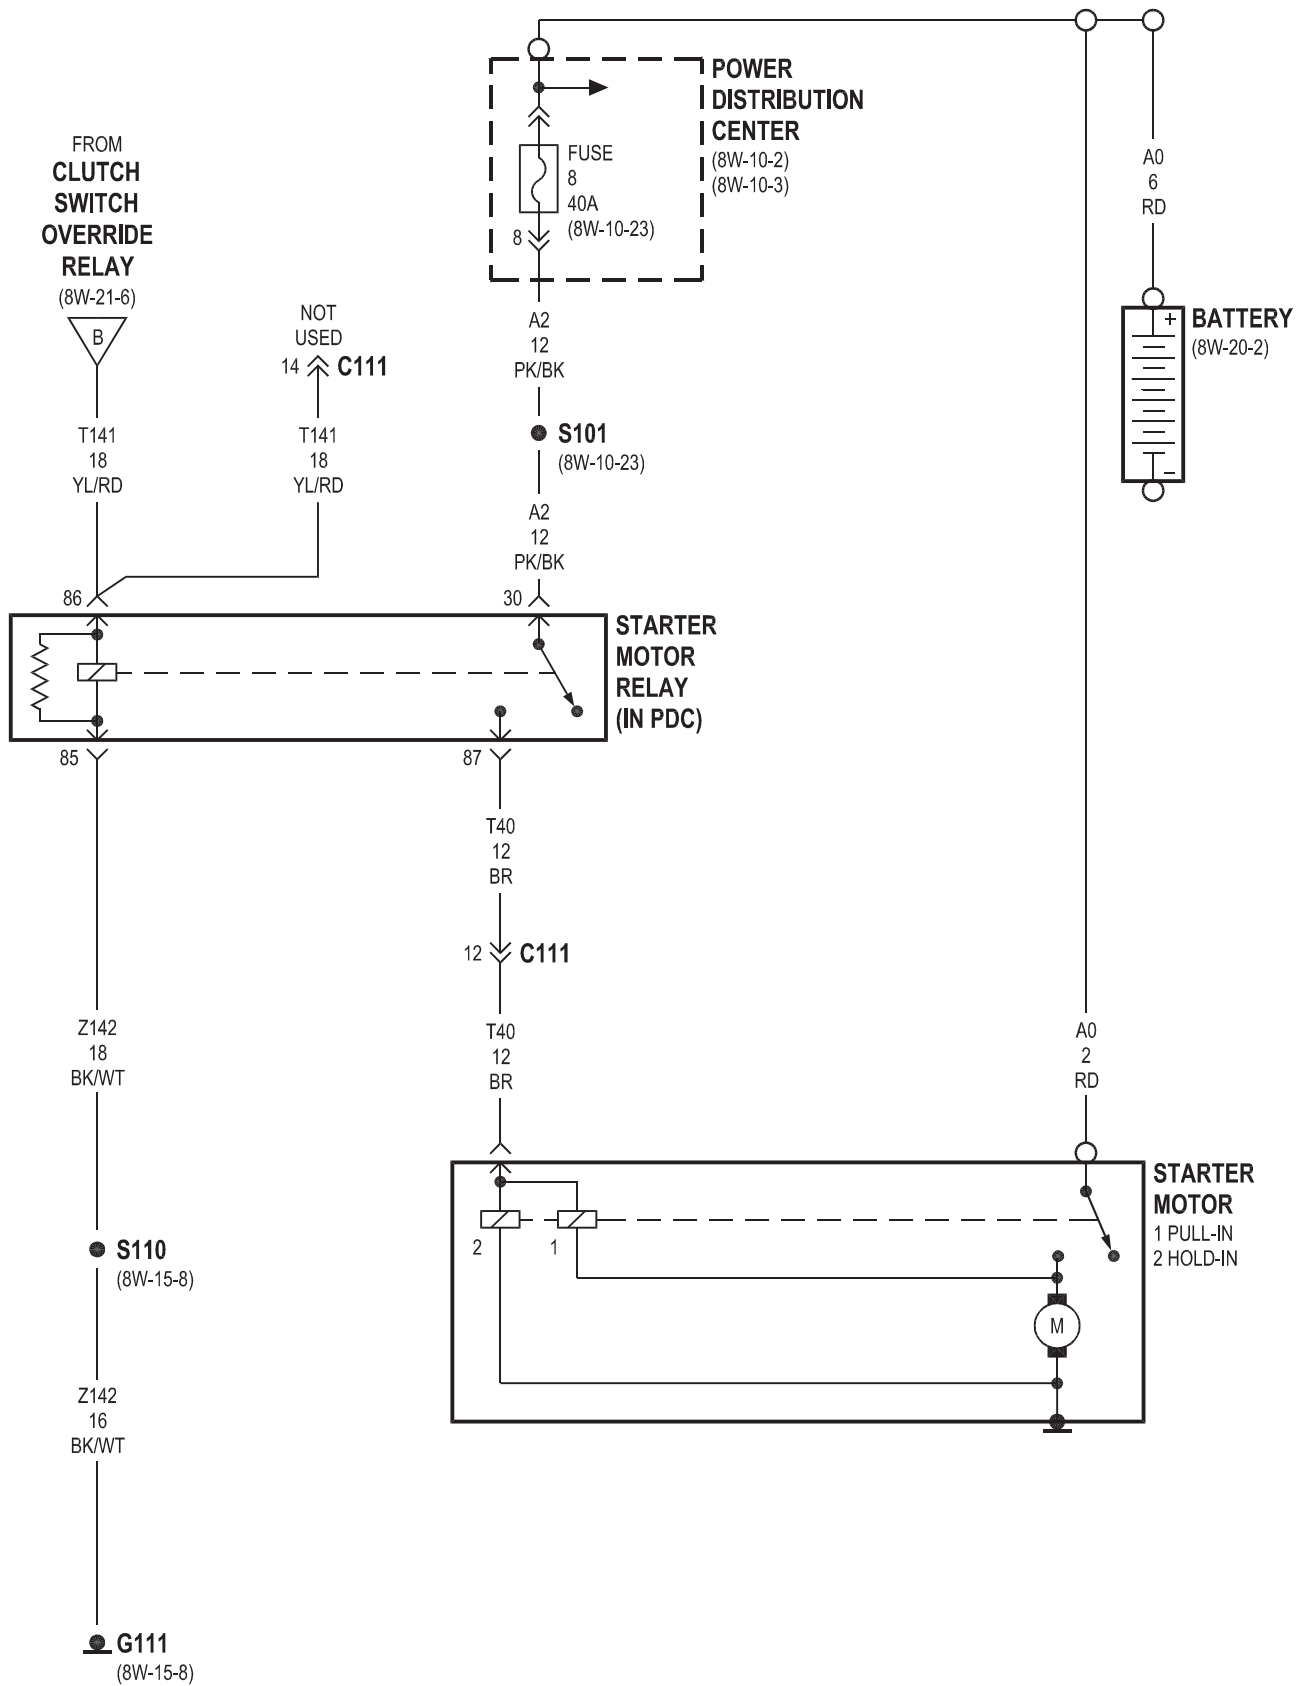 POWER
DISTRIBUTION
CENTER
(8W-10-2)
(8W-10-3)
FUSE
8
40A
(8W-10-23)
8
A0
6
RD
FROM
CLUTCH
SWITCH
OVERRIDE
RELAY
(8W-21-6)
B
NOT
USED
14
C111
A2
12
PK/BK
+
BATTERY
(8W-20-2)
–
T141
18
YL/RD
T141
18
YL/RD
S101
(8W-10-23)
A2
12
PK/BK
86
30
STARTER
MOTOR
RELAY
(IN PDC)
85
87
T40
12
BR
12
C111
Z142
18
BK/WT
T40
12
BR
A0
2
RD
STARTER
MOTOR
1 PULL-IN
2 HOLD-IN
2
1
M
S110
(8W-15-8)
Z142
16
BK/WT
G111
(8W-15-8)